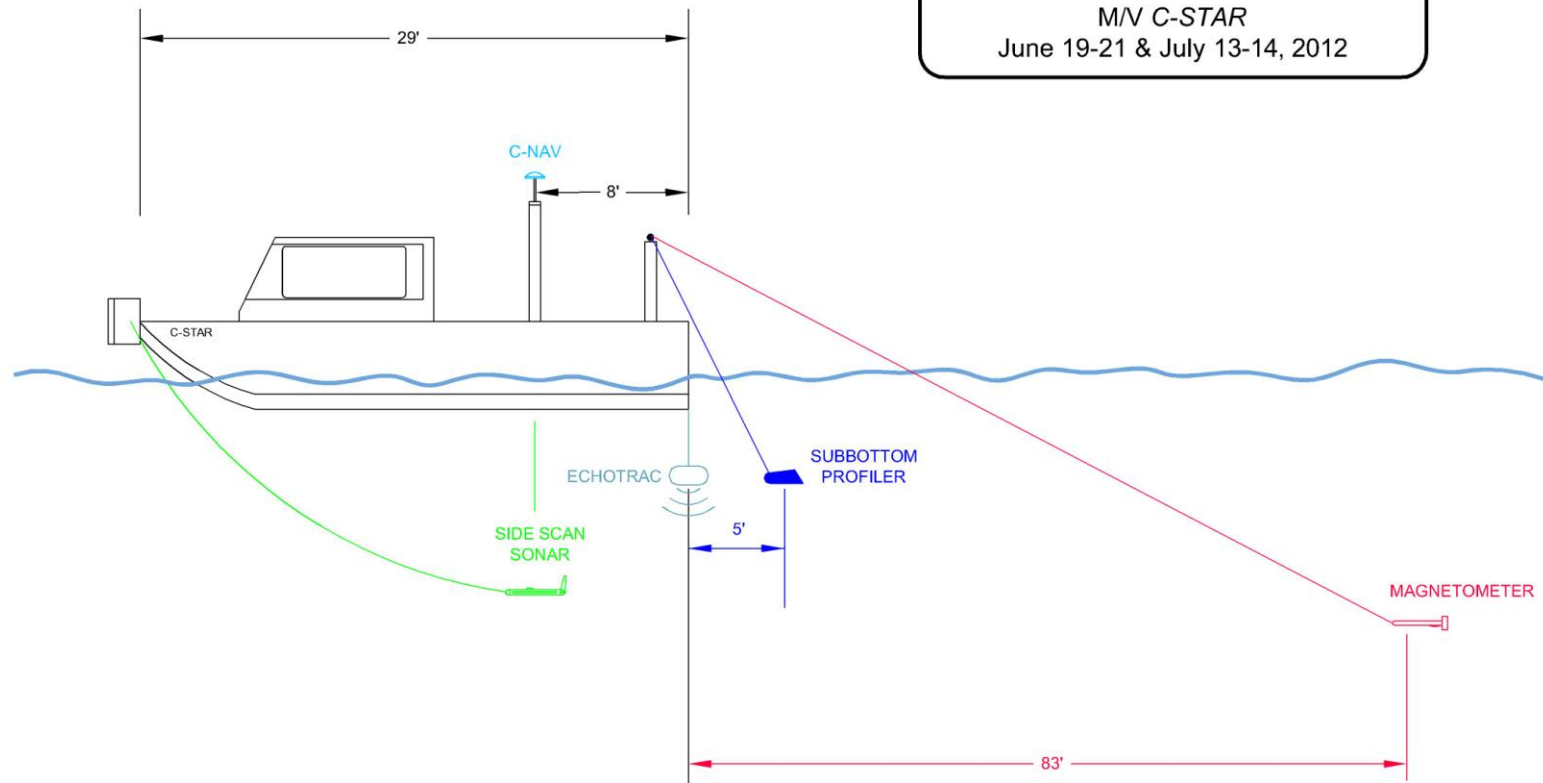 M/V C-STAR
June 19-21 & July 13-14, 2012
29'
C-NAV
8'
C-STAR
ECHOTRAC
SUBBOTTOM
PROFILER
SIDE SCAN
SONAR
5'
MAGNETOMETER
83'